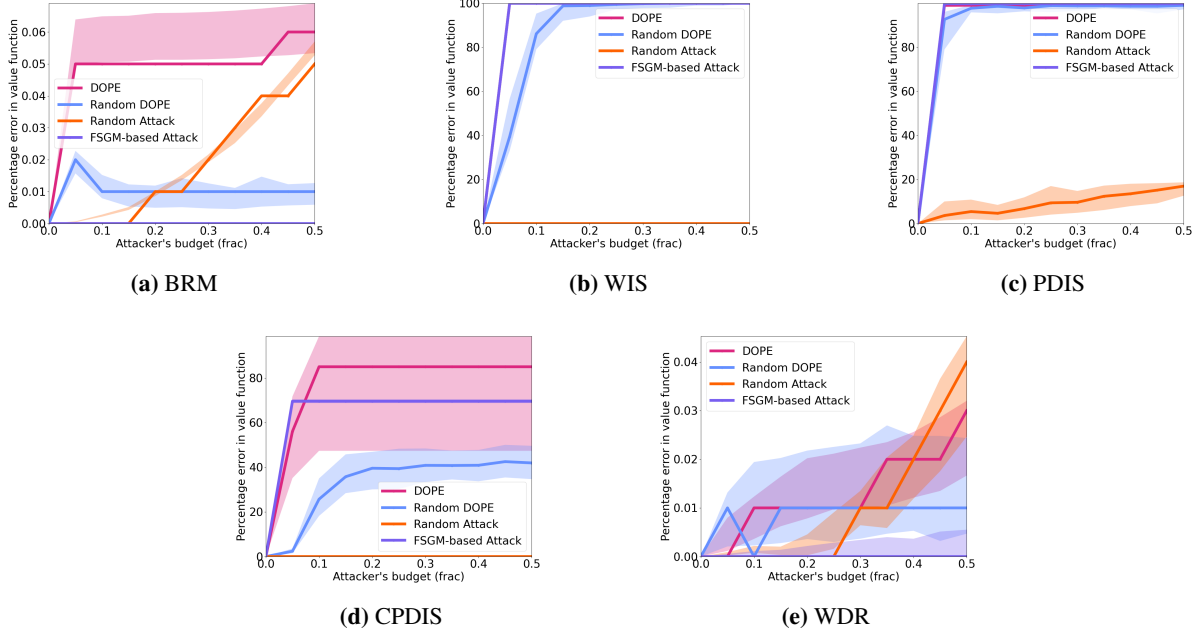 Percentage error in value function
0.06
0.05
0.04
0.03
0.02
0.01
0.00
DOPE
Random DOPE
Random Attack
FSGM-based Attack
0.0 0.1 0.2 0.3 0.4 0.5
Attacker's budget (frac)
(a) BRM
Percentage error in value function
100
80
60
40
20
0
DOPE
Random DOPE
Random Attack
FSGM-based Attack
0.0 0.1 0.2 0.3 0.4 0.5
Attacker's budget (frac)
(b) WIS
Percentage error in value function
80
60
40
20
0
DOPE
Random DOPE
Random Attack
FSGM-based Attack
0.0 0.1 0.2 0.3 0.4 0.5
Attacker's budget (frac)
(c) PDIS
Percentage error in value function
80
60
40
20
0
DOPE
Random DOPE
Random Attack
FSGM-based Attack
0.0 0.1 0.2 0.3 0.4 0.5
Attacker's budget (frac)
(d) CPDIS
Percentage error in value function
0.04
0.03
0.02
0.01
0.00
DOPE
Random DOPE
Random Attack
FSGM-based Attack
0.0 0.1 0.2 0.3 0.4 0.5
Attacker's budget (frac)
(e) WDR